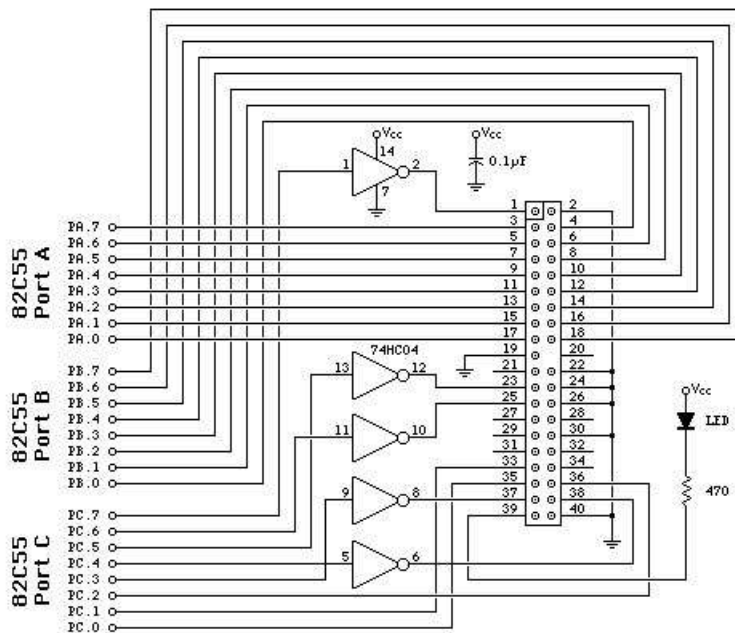 Vcc
Vcc
14
1
2
0.1µF
7
1 2
3 4
5 6
7 8
9 10
11 12
13 14
15 16
17 18
19 20
21 22
23 24
25 26
27 28
29 30
31 32
33 34
35 36
37 38
39 40
82C55
Port A
PA.7
PA.6
PA.5
PA.4
PA.3
PA.2
PA.1
PA.0
82C55
Port B
PB.7
PB.6
PB.5
PB.4
PB.3
PB.2
PB.1
PB.0
82C55
Port C
PC.7
PC.6
PC.5
PC.4
PC.3
PC.2
PC.1
PC.0
74HC04
13 12
11 10
9 8
5 6
Vcc
LED
470